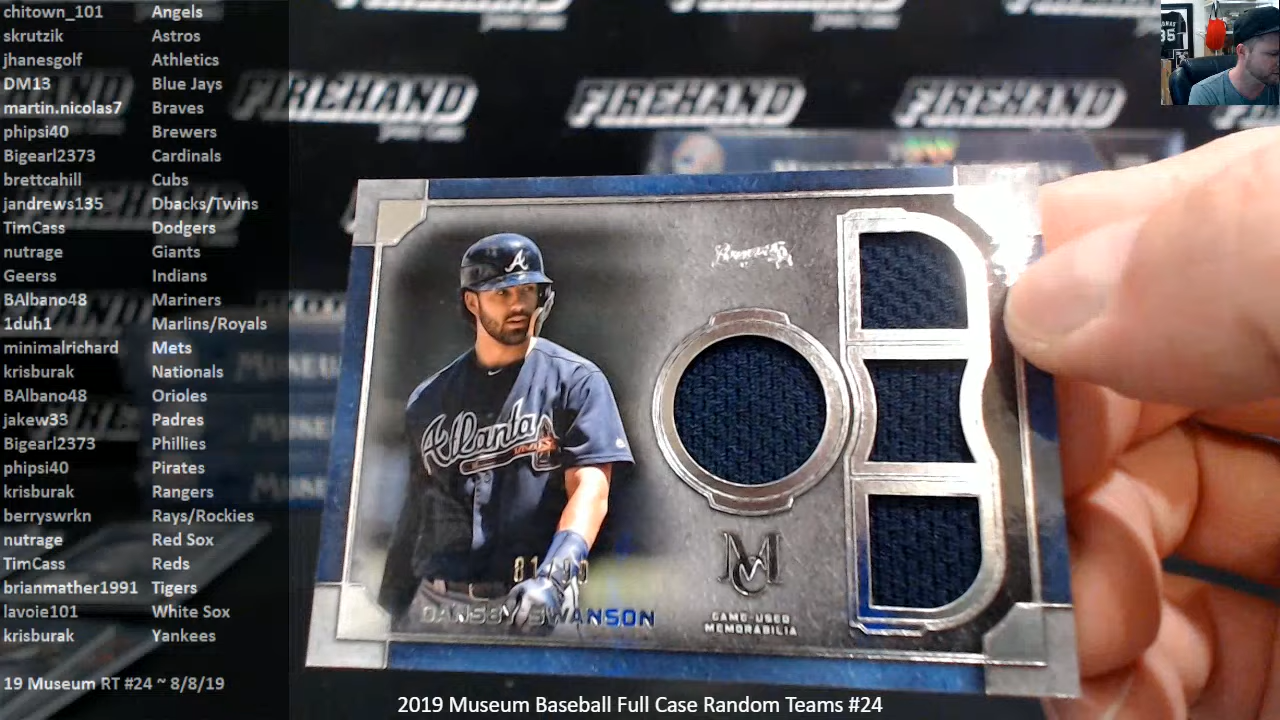 chitown_101 Angels
skrutzik Astros
jhanesgolf Athletics
DM13 Blue Jays
martin.nicolas7 Braves
phipsi40 Brewers
Bigearl2373 Cardinals
brettcahill Cubs
jandrews135 Dbacks/Twins
TimCass Dodgers
nutrage Giants
Geerss Indians
BAlbano48 Mariners
1duh1 Marlins/Royals
minimalrichard Mets
krisburak Nationals
BAlbano48 Orioles
jakew33 Padres
Bigearl2373 Phillies
phipsi40 Pirates
krisburak Rangers
berryswrkn Rays/Rockies
nutrage Red Sox
TimCass Reds
brianmather1991 Tigers
lavoie101 White Sox
krisburak Yankees
19 Museum RT #24 ~ 8/8/19
FIREHAND
FIREHAND
FIREHAND
A
Atlanta
DANSBY SWANSON
M
GAME-USED
MEMORABILIA
2019 Museum Baseball Full Case Random Teams #24